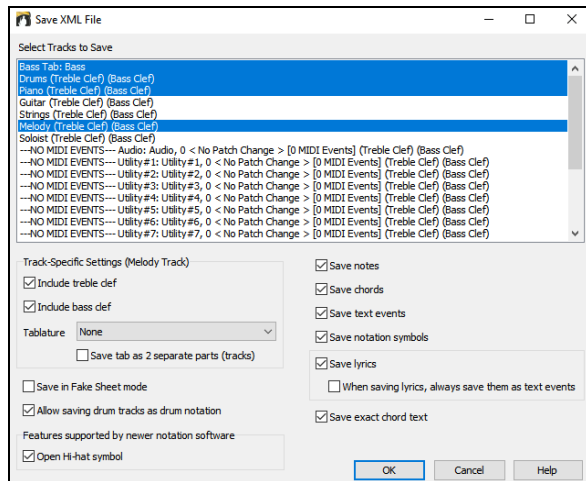 Save XML File
Select Tracks to Save
Bass Tab: Bass
Drums (Treble Clef) (Bass Clef)
Piano (Treble Clef) (Bass Clef)
Guitar (Treble Clef) (Bass Clef)
Strings (Treble Clef) (Bass Clef)
Melody (Treble Clef) (Bass Clef)
Soloist (Treble Clef) (Bass Clef)
---NO MIDI EVENTS--- Audio: Audio, 0 < No Patch Change > [0 MIDI Events] (Treble Clef) (Bass Clef)
---NO MIDI EVENTS--- Utility#1: Utility#1, 0 < No Patch Change > [0 MIDI Events] (Treble Clef) (Bass Clef)
---NO MIDI EVENTS--- Utility#2: Utility#2, 0 < No Patch Change > [0 MIDI Events] (Treble Clef) (Bass Clef)
---NO MIDI EVENTS--- Utility#3: Utility#3, 0 < No Patch Change > [0 MIDI Events] (Treble Clef) (Bass Clef)
---NO MIDI EVENTS--- Utility#4: Utility#4, 0 < No Patch Change > [0 MIDI Events] (Treble Clef) (Bass Clef)
---NO MIDI EVENTS--- Utility#5: Utility#5, 0 < No Patch Change > [0 MIDI Events] (Treble Clef) (Bass Clef)
---NO MIDI EVENTS--- Utility#6: Utility#6, 0 < No Patch Change > [0 MIDI Events] (Treble Clef) (Bass Clef)
---NO MIDI EVENTS--- Utility#7: Utility#7, 0 < No Patch Change > [0 MIDI Events] (Treble Clef) (Bass Clef)
Track-Specific Settings (Melody Track)
Include treble clef
Include bass clef
Tablature None
Save tab as 2 separate parts (tracks)
Save in Fake Sheet mode
Allow saving drum tracks as drum notation
Features supported by newer notation software
Open Hi-hat symbol
Save notes
Save chords
Save text events
Save notation symbols
Save lyrics
When saving lyrics, always save them as text events
Save exact chord text
OK Cancel Help